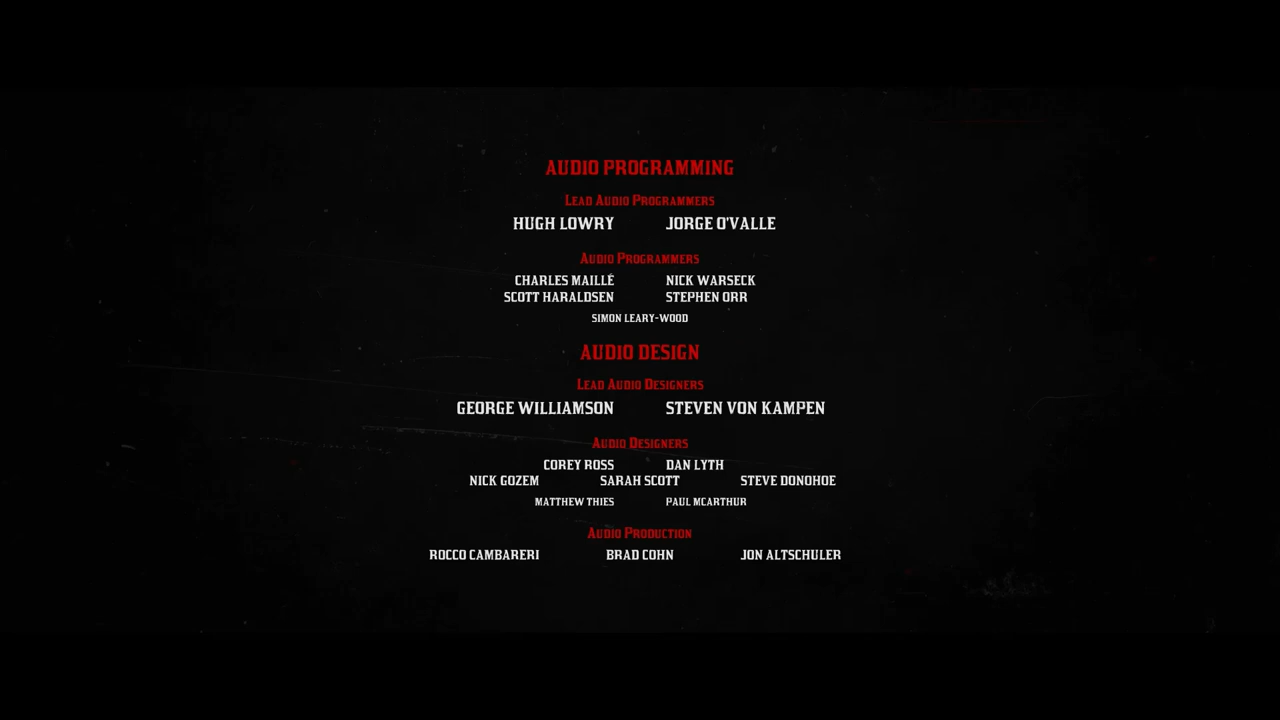 AUDIO PROGRAMMING
LEAD AUDIO PROGRAMMERS
HUGH LOWRY JORGE O'VALLE
AUDIO PROGRAMMERS
CHARLES MAILLÉ NICK WARSECK
SCOTT HARALDSEN STEPHEN ORR
SIMON LEARY-WOOD
AUDIO DESIGN
LEAD AUDIO DESIGNERS
GEORGE WILLIAMSON STEVEN VON KAMPEN
AUDIO DESIGNERS
COREY ROSS DAN LYTH
NICK GOZEM SARAH SCOTT STEVE DONOHOE
MATTHEW THIES PAUL MCARTHUR
AUDIO PRODUCTION
ROCCO CAMBARERI BRAD COHN JON ALTSCHULER